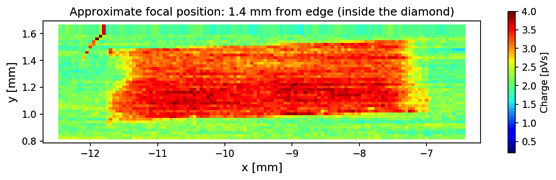 Approximate focal position: 1.4 mm from edge (inside the diamond)
4.0
3.5
3.0
2.5
2.0
1.5
1.0
0.5
Charge [pVs]
1.6
1.4
1.2
1.0
0.8
y [mm]
−12 −11 −10 −9 −8 −7
x [mm]